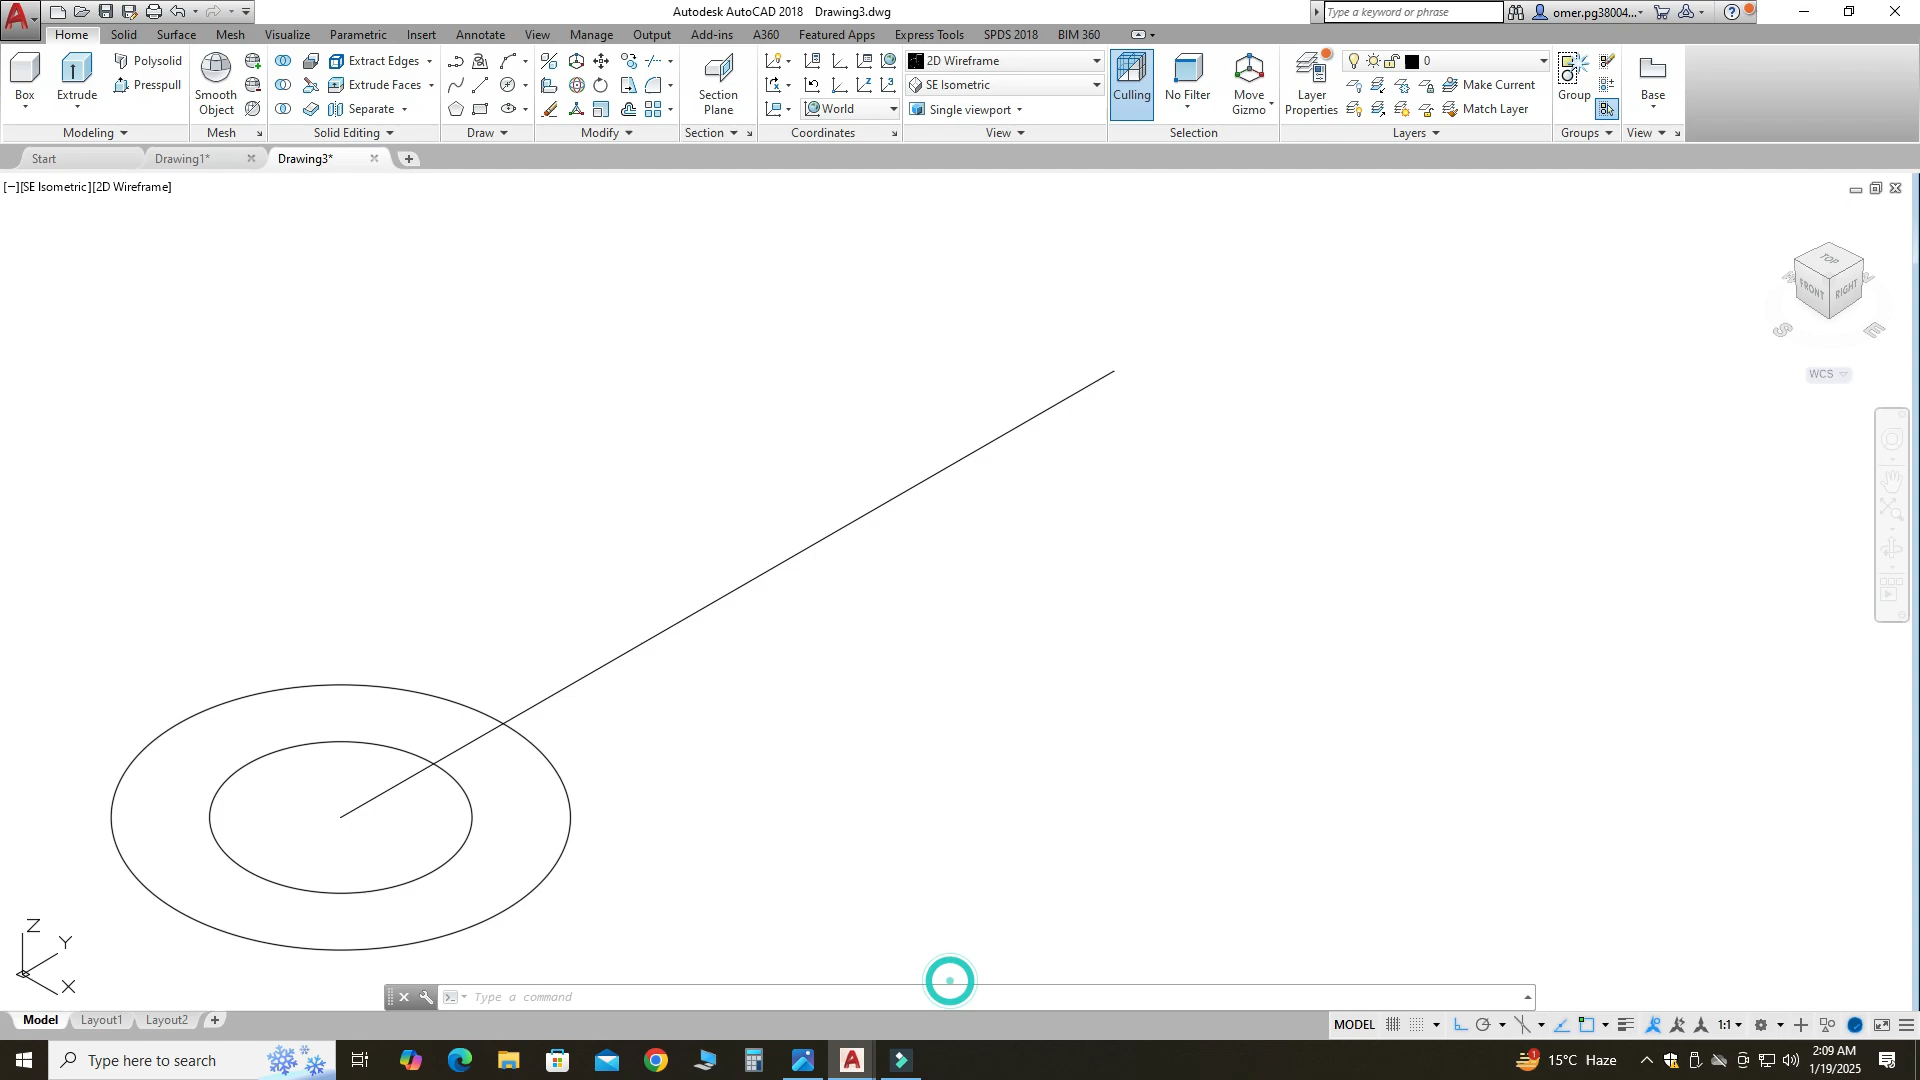 Autodesk AutoCAD 2018 Drawing3.dwg
Type a keyword or phrase
omer.pg38004...
Home Solid Surface Mesh Visualize Parametric Insert Annotate View Manage Output Add-ins A360 Featured Apps Express Tools SPDS 2018 BIM 360
Box
Extrude
Polysolid
Presspull
Smooth Object
Extract Edges
Extrude Faces
Separate
Section Plane
World
2D Wireframe
SE Isometric
Single viewport
Culling
No Filter
Move Gizmo
Layer Properties
0
Make Current
Match Layer
Group
Base
Modeling Mesh Solid Editing Draw Modify Section Coordinates View Selection Layers Groups View
Start Drawing1* Drawing3*
[−][SE Isometric][2D Wireframe]
TOP
FRONT
RIGHT
S
E
WCS
Z
Y
X
Type a command
Model Layout1 Layout2
MODEL
1:1
Type here to search
1
15°C Haze
2:09 AM
1/19/2025